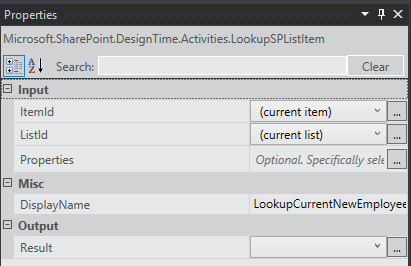 Properties
Microsoft.SharePoint.DesignTime.Activities.LookupSPListItem
Search: Clear
Input
ItemId (current item) ...
ListId (current list) ...
Properties Optional. Specifically sele ...
Misc
DisplayName LookupCurrentNewEmployee
Output
Result ...